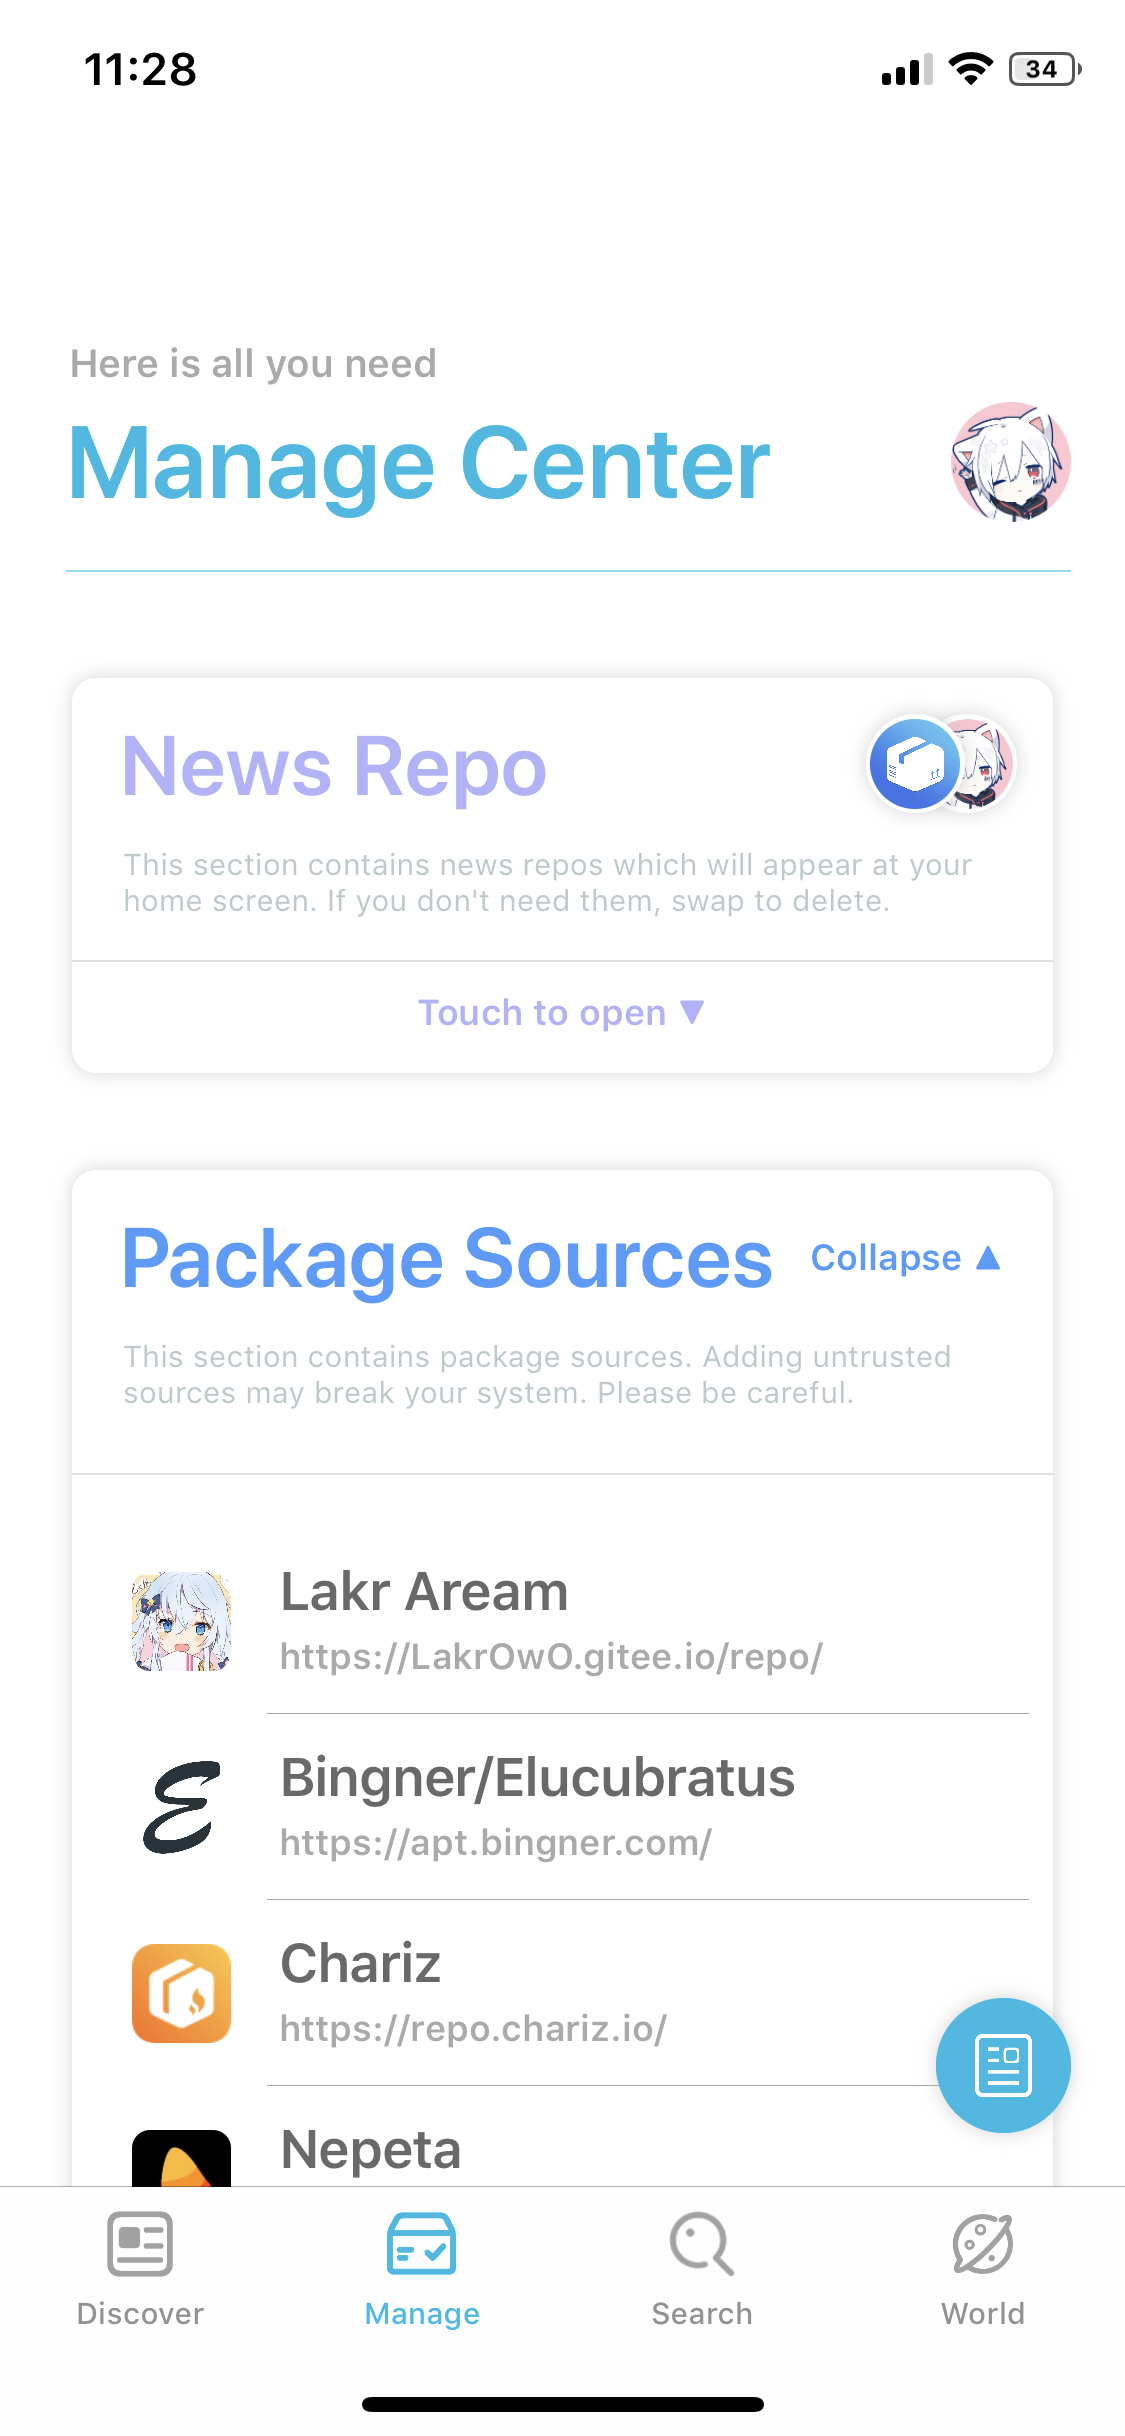 11:28
34
Here is all you need
Manage Center
News Repo
This section contains news repos which will appear at your
home screen. If you don't need them, swap to delete.
Touch to open ▼
Package Sources
Collapse ▲
This section contains package sources. Adding untrusted
sources may break your system. Please be careful.
Lakr Aream
https://LakrOwO.gitee.io/repo/
Bingner/Elucubratus
https://apt.bingner.com/
Chariz
https://repo.chariz.io/
Nepeta
Discover
Manage
Search
World